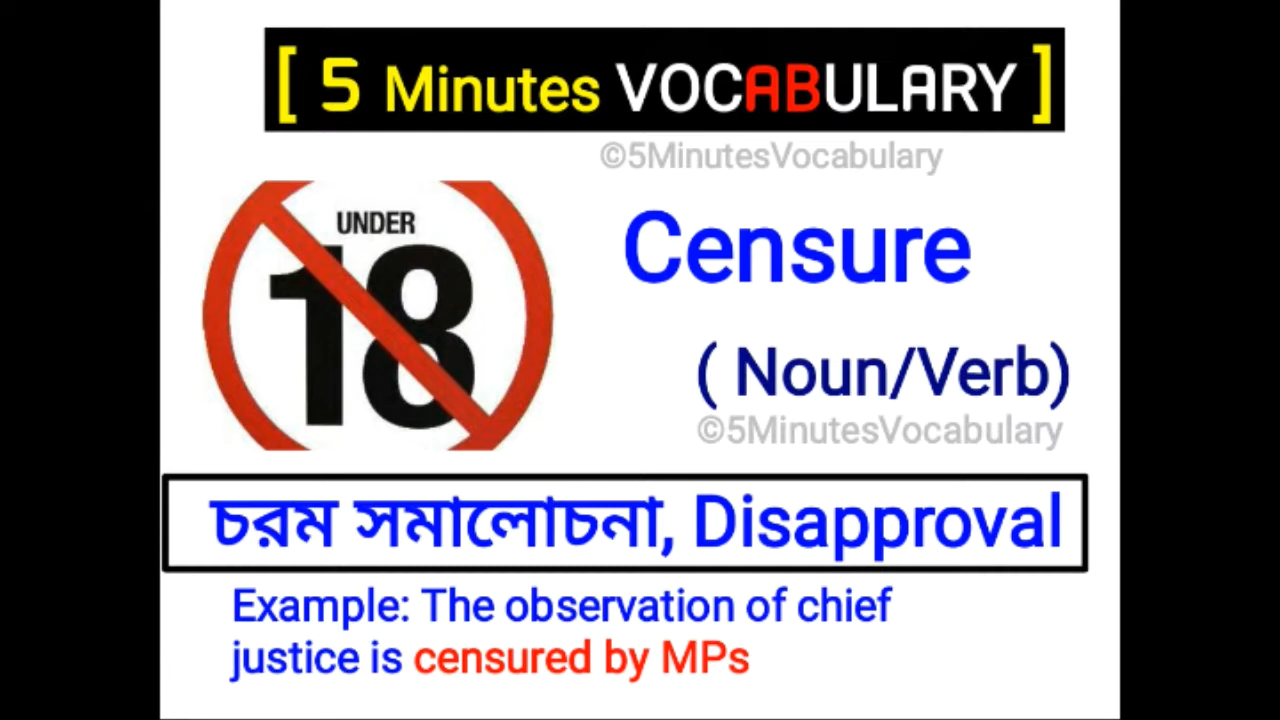 [ 5 Minutes VOCABULARY ]
©5MinutesVocabulary
UNDER
18
Censure
( Noun/Verb)
©5MinutesVocabulary
চরম সমালোচনা, Disapproval
Example: The observation of chief
justice is censured by MPs